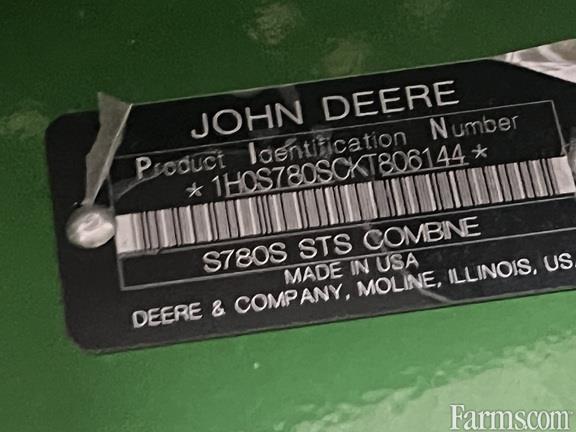 JOHN DEERE
Product Identification Number
*1H0S780SCKT806144*
S780S STS COMBINE
MADE IN USA
DEERE & COMPANY, MOLINE, ILLINOIS, US
Farms.com